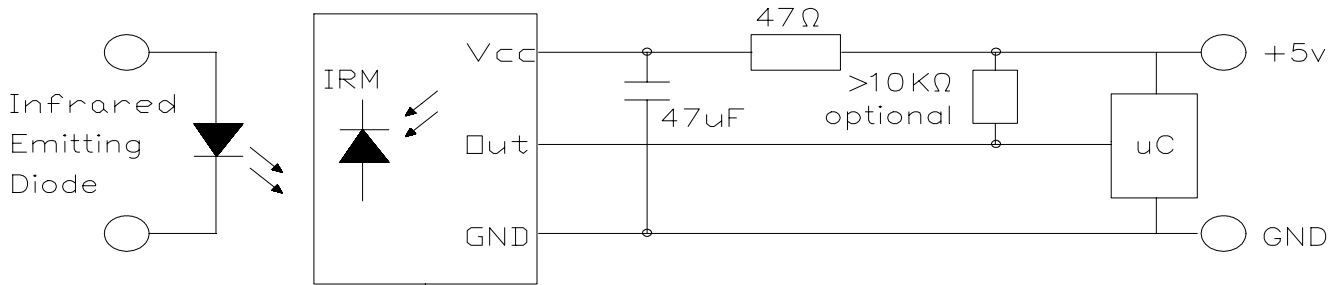 47Ω
Vcc
+5v
IRM
>10KΩ
optional
Infrared
Emitting
Diode
47uF
Out
uC
GND
GND